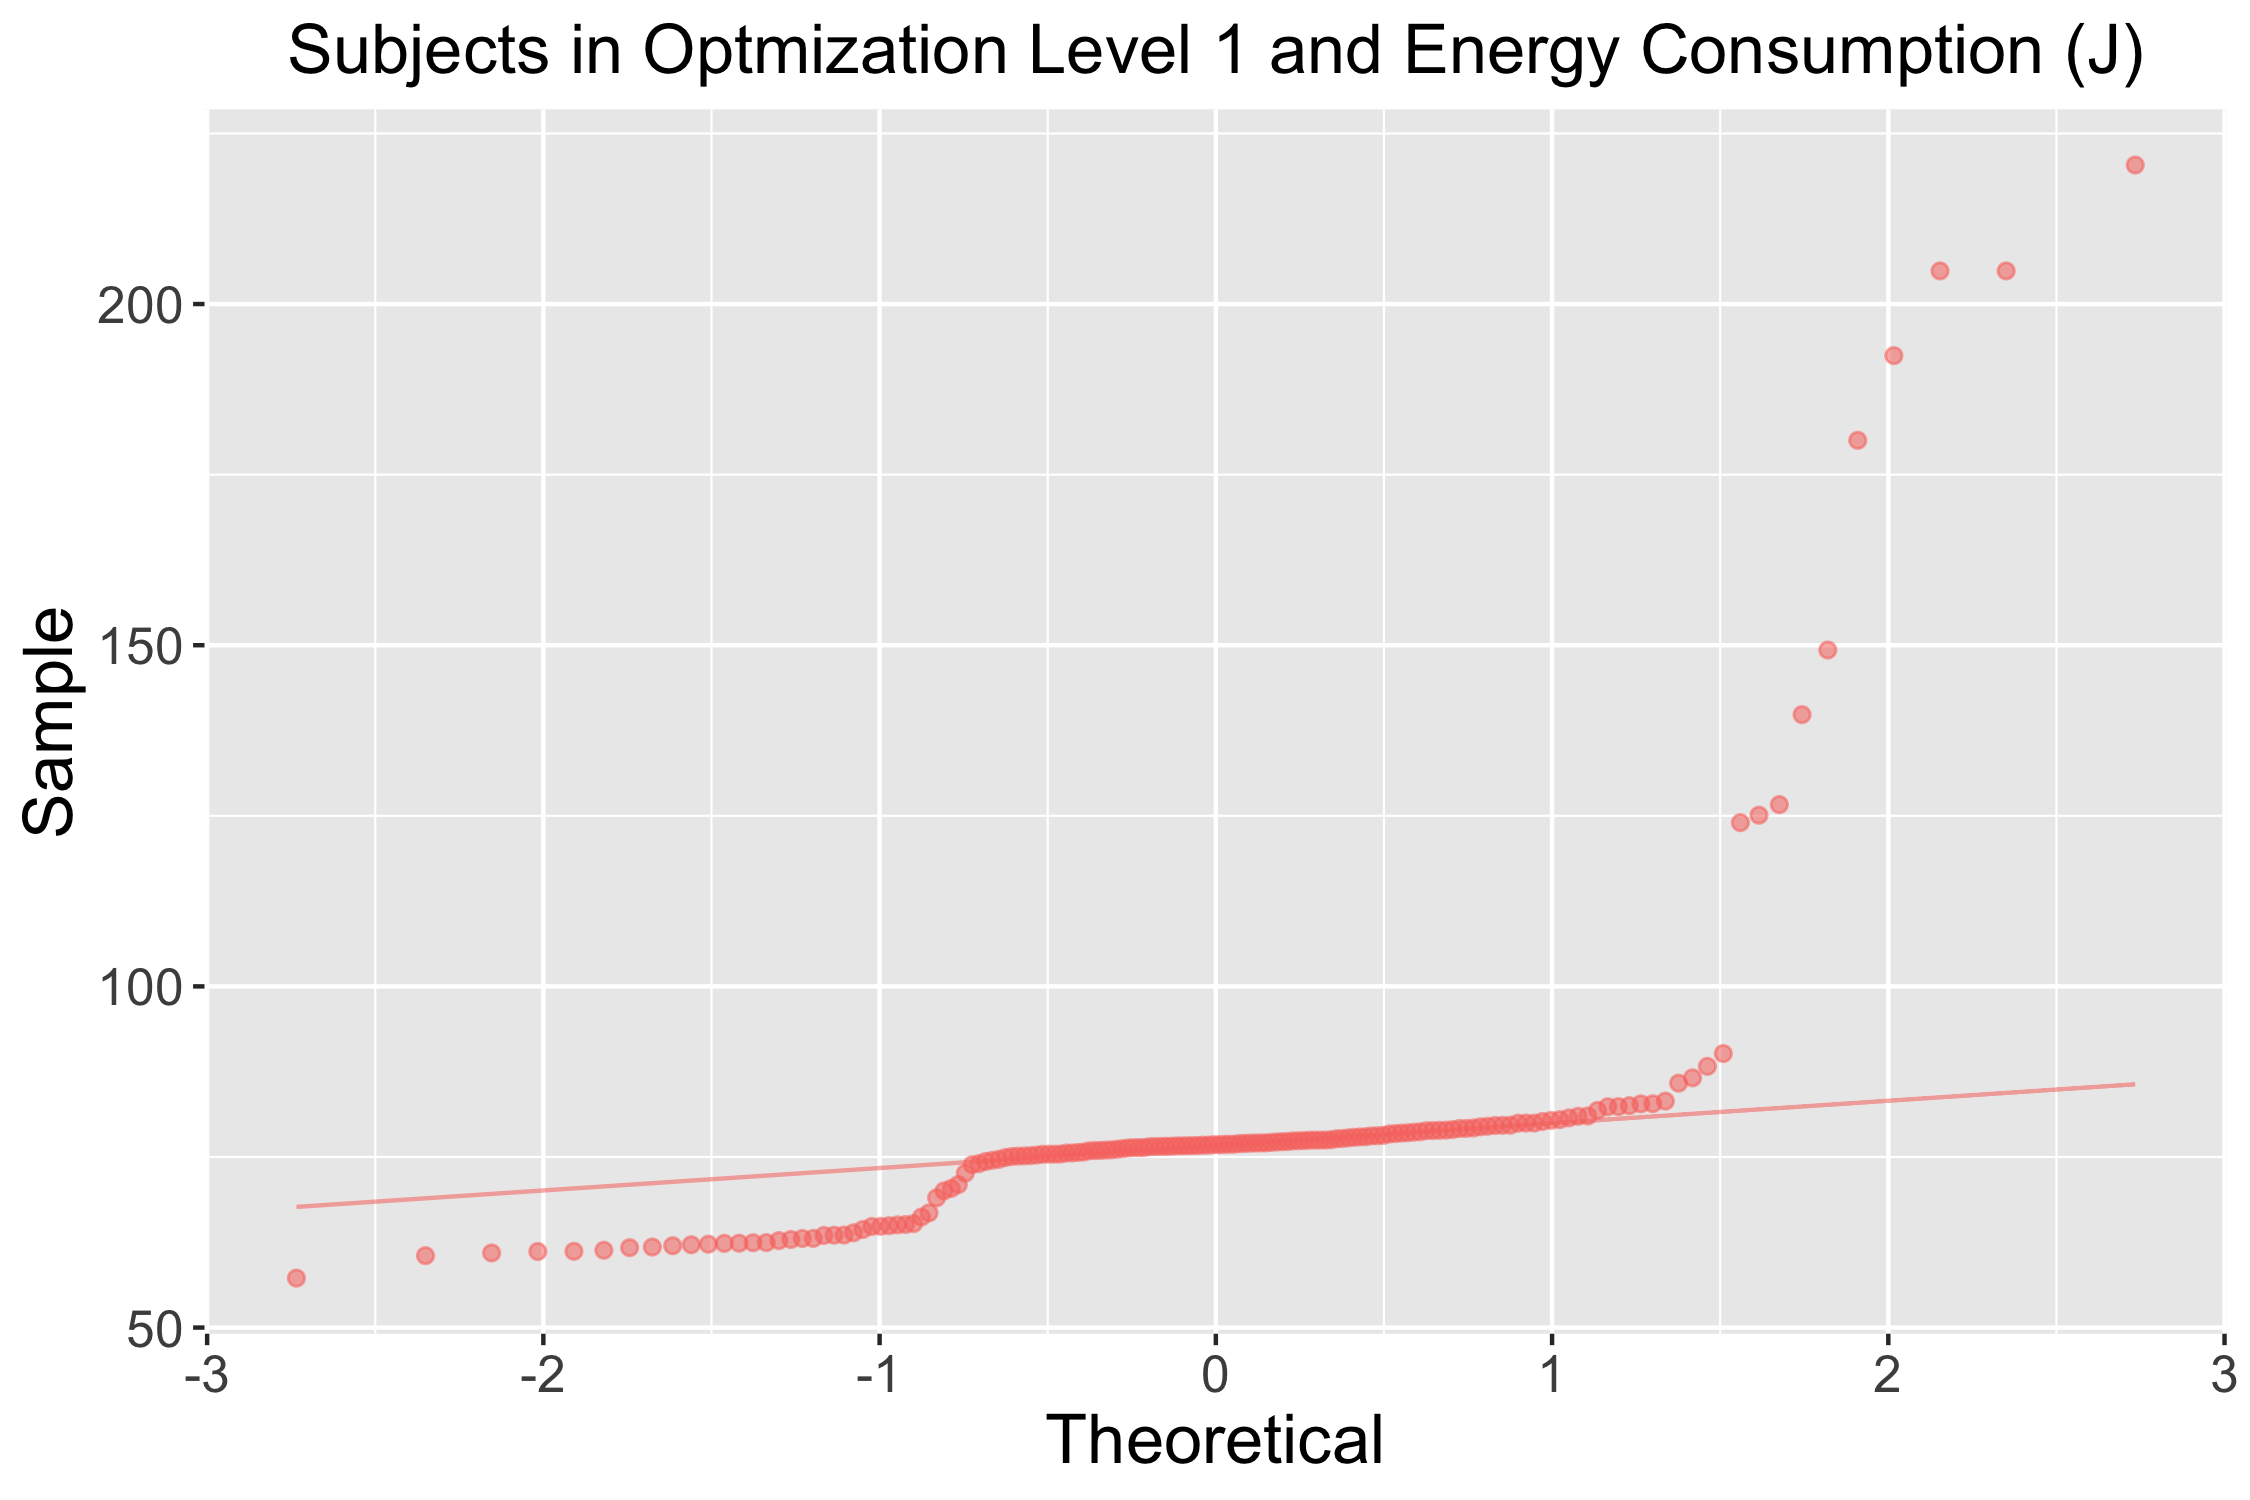 Subjects in Optmization Level 1 and Energy Consumption (J)
200
150
100
50
Sample
-3 -2 -1 0 1 2 3
Theoretical